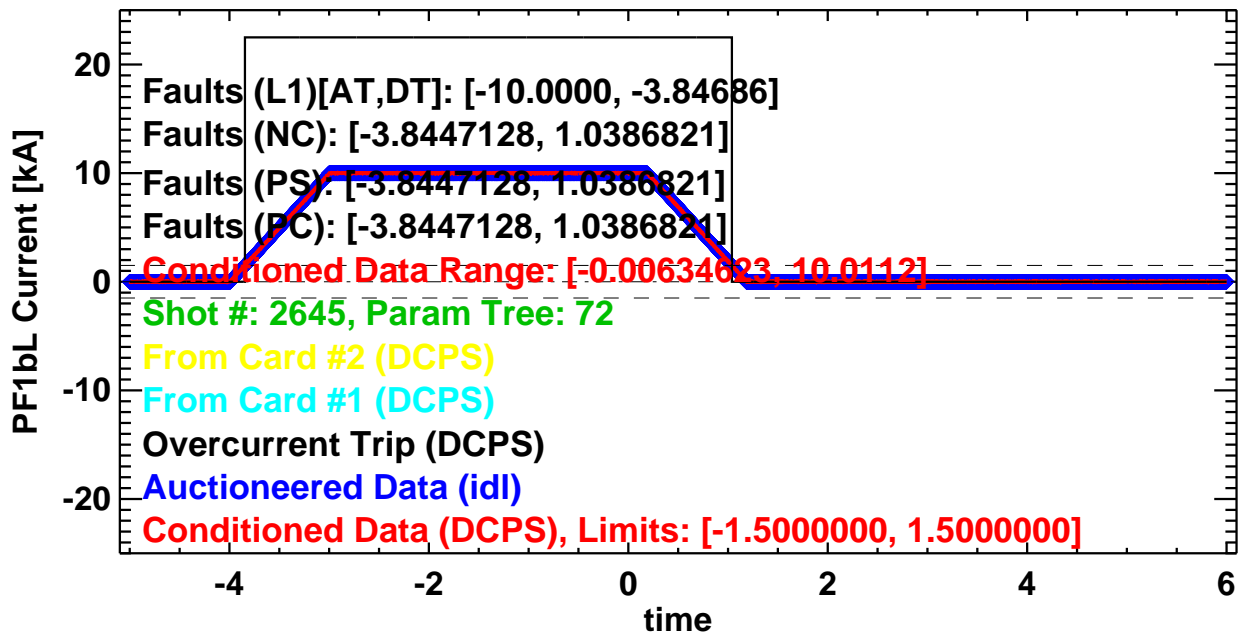 20
10
0
-10
-20
PF1bL Current [kA]
Faults (L1)[AT,DT]: [-10.0000, -3.84686]
Faults (NC): [-3.8447128, 1.0386821]
Faults (PS): [-3.8447128, 1.0386821]
Faults (PC): [-3.8447128, 1.0386821]
Conditioned Data Range: [-0.00634623, 10.0112]
Shot #: 2645, Param Tree: 72
From Card #2 (DCPS)
From Card #1 (DCPS)
Overcurrent Trip (DCPS)
Auctioneered Data (idl)
Conditioned Data (DCPS), Limits: [-1.5000000, 1.5000000]
-4 -2 0 2 4 6
time